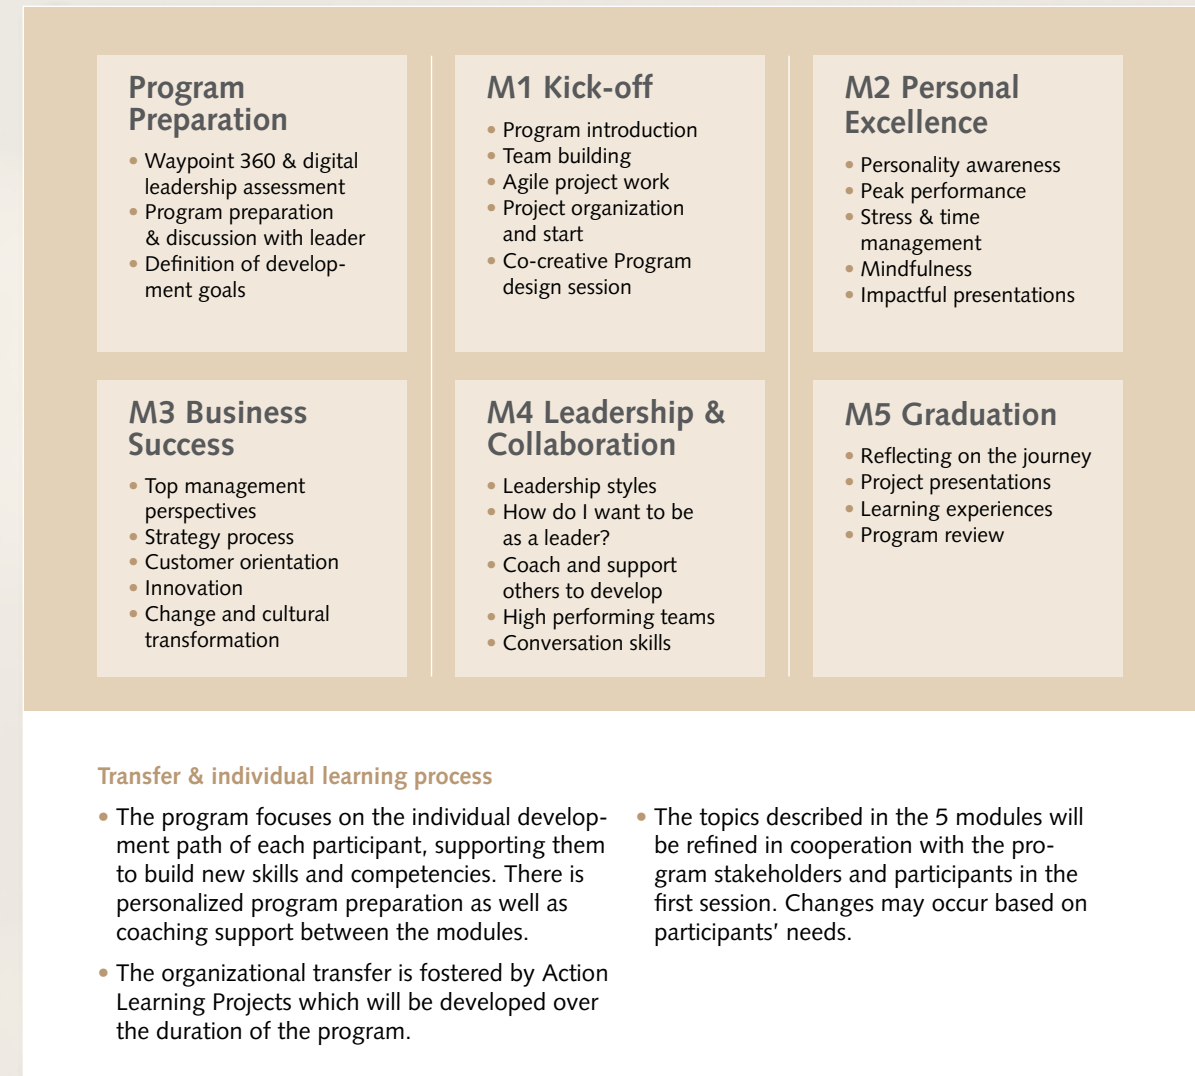 Program
Preparation
• Waypoint 360 & digital
leadership assessment
• Program preparation
& discussion with leader
• Definition of develop-
ment goals
M1 Kick-off
• Program introduction
• Team building
• Agile project work
• Project organization
and start
• Co-creative Program
design session
M2 Personal
Excellence
• Personality awareness
• Peak performance
• Stress & time
management
• Mindfulness
• Impactful presentations
M3 Business
Success
• Top management
perspectives
• Strategy process
• Customer orientation
• Innovation
• Change and cultural
transformation
M4 Leadership &
Collaboration
• Leadership styles
• How do I want to be
as a leader?
• Coach and support
others to develop
• High performing teams
• Conversation skills
M5 Graduation
• Reflecting on the journey
• Project presentations
• Learning experiences
• Program review
Transfer & individual learning process
• The program focuses on the individual develop-
ment path of each participant, supporting them
to build new skills and competencies. There is
personalized program preparation as well as
coaching support between the modules.
• The organizational transfer is fostered by Action
Learning Projects which will be developed over
the duration of the program.
• The topics described in the 5 modules will
be refined in cooperation with the pro-
gram stakeholders and participants in the
first session. Changes may occur based on
participants’ needs.